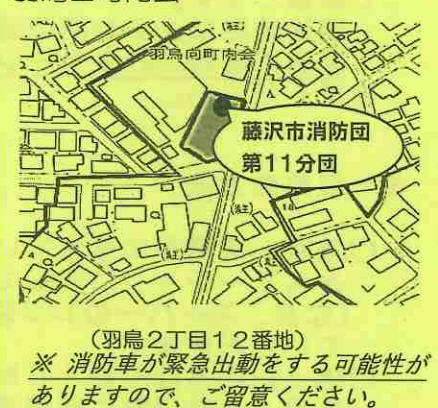 羽鳥向町内会
藤沢市消防団
第11分団
(羽鳥2丁目12番地)
※ 消防車が緊急出動をする可能性が
ありますので、ご留意ください。